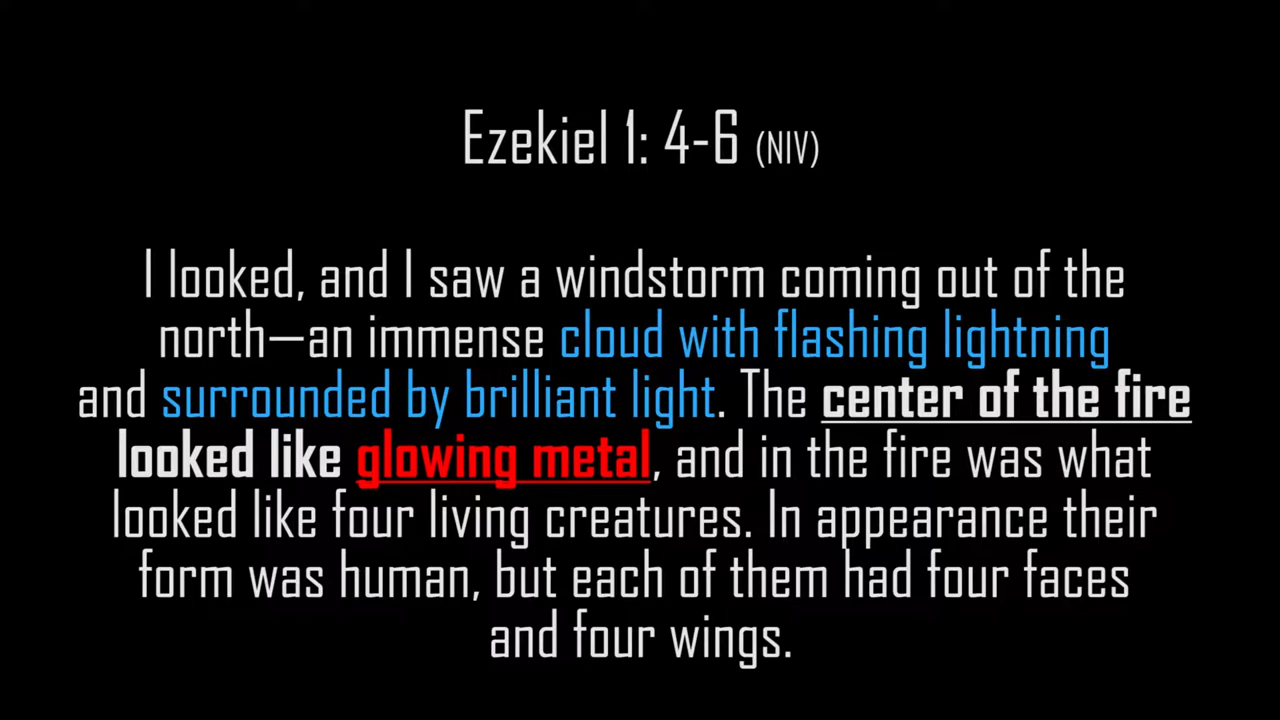 Ezekiel 1: 4-6 (NIV)
I looked, and I saw a windstorm coming out of the
north—an immense cloud with flashing lightning
and surrounded by brilliant light. The center of the fire
looked like glowing metal, and in the fire was what
looked like four living creatures. In appearance their
form was human, but each of them had four faces
and four wings.